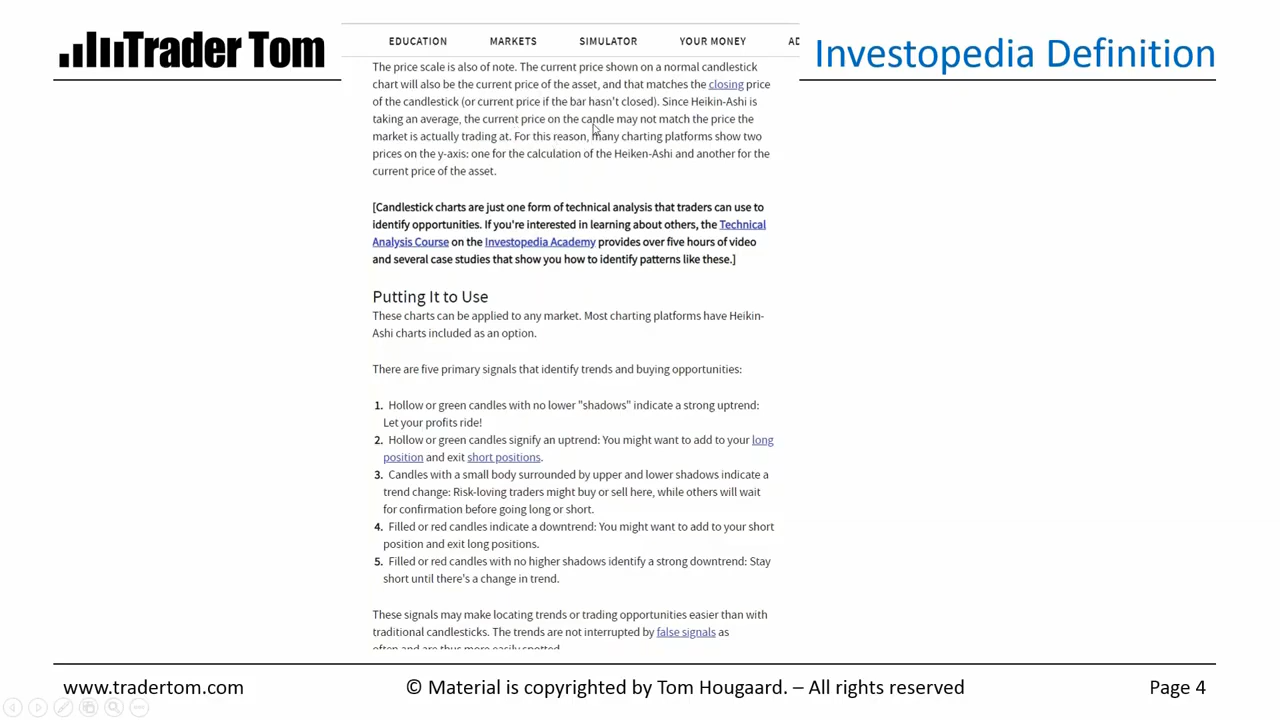 Trader Tom
Investopedia Definition
EDUCATION MARKETS SIMULATOR YOUR MONEY AD
The price scale is also of note. The current price shown on a normal candlestick
chart will also be the current price of the asset, and that matches the closing price
of the candlestick (or current price if the bar hasn't closed). Since Heikin-Ashi is
taking an average, the current price on the candle may not match the price the
market is actually trading at. For this reason, many charting platforms show two
prices on the y-axis: one for the calculation of the Heiken-Ashi and another for the
current price of the asset.
[Candlestick charts are just one form of technical analysis that traders can use to
identify opportunities. If you're interested in learning about others, the Technical
Analysis Course on the Investopedia Academy provides over five hours of video
and several case studies that show you how to identify patterns like these.]
Putting It to Use
These charts can be applied to any market. Most charting platforms have Heikin-
Ashi charts included as an option.
There are five primary signals that identify trends and buying opportunities:
1. Hollow or green candles with no lower "shadows" indicate a strong uptrend:
Let your profits ride!
2. Hollow or green candles signify an uptrend: You might want to add to your long
position and exit short positions.
3. Candles with a small body surrounded by upper and lower shadows indicate a
trend change: Risk-loving traders might buy or sell here, while others will wait
for confirmation before going long or short.
4. Filled or red candles indicate a downtrend: You might want to add to your short
position and exit long positions.
5. Filled or red candles with no higher shadows identify a strong downtrend: Stay
short until there's a change in trend.
These signals may make locating trends or trading opportunities easier than with
traditional candlesticks. The trends are not interrupted by false signals as
often and are thus more easily spotted.
www.tradertom.com
© Material is copyrighted by Tom Hougaard. – All rights reserved
Page 4